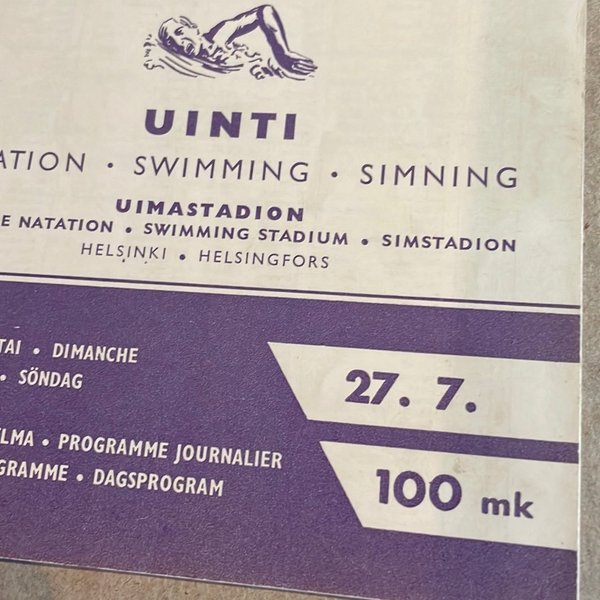 UINTI
ATION • SWIMMING • SIMNING
UIMASTADION
E NATATION • SWIMMING STADIUM • SIMSTADION
HELSINKI • HELSINGFORS
TAI • DIMANCHE
• SÖNDAG
27. 7.
LMA • PROGRAMME JOURNALIER
GRAMME • DAGSPROGRAM
100 mk